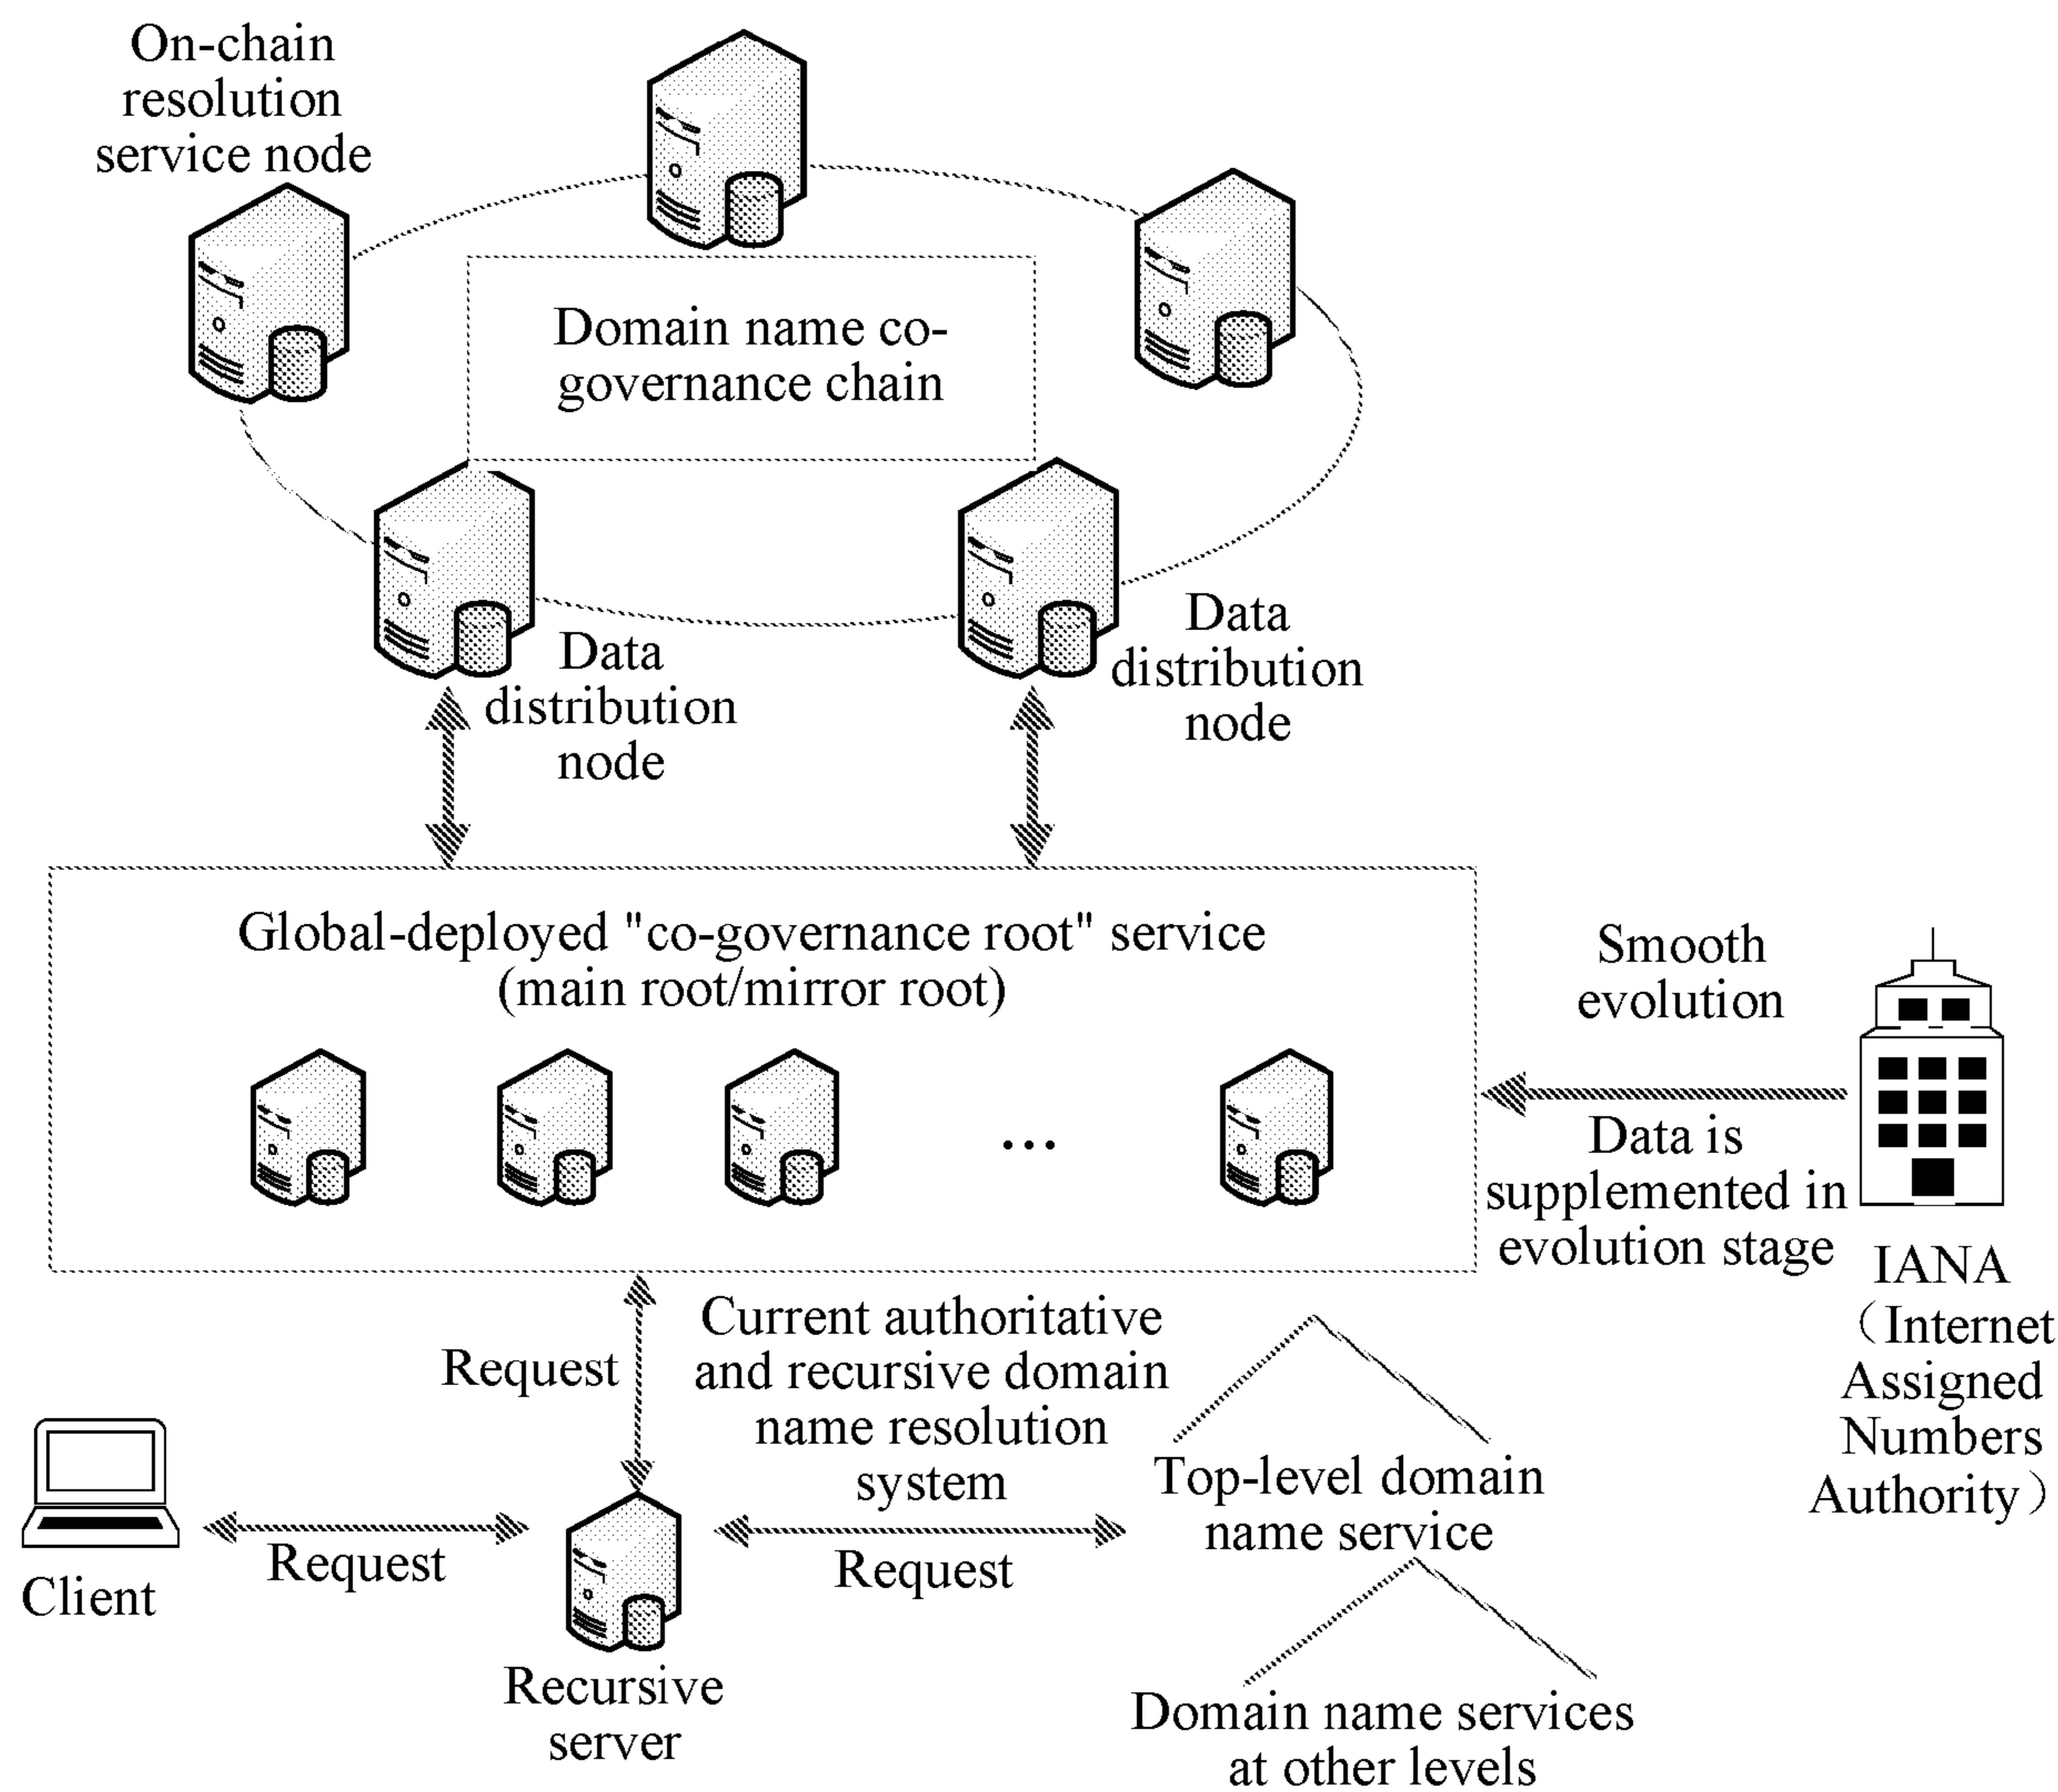 On-chain
resolution
service node
Domain name co-
governance chain
Data
distribution
node
Data
distribution
node
Global-deployed "co-governance root" service
(main root/mirror root)
...
Smooth
evolution
Data is
supplemented in
evolution stage
IANA
（Internet
Assigned
Numbers
Authority）
Request
Current authoritative
and recursive domain
name resolution
system
Client
Request
Recursive
server
Request
Top-level domain
name service
Domain name services
at other levels